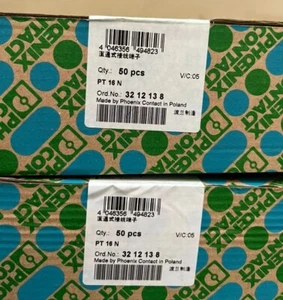 PHŒNIX
CONTACT
4 046356 494823
直通式接线端子
Qty.: 50 pcs
V/C:05
PT 16 N
Ord.No.: 32 12 13 8
Made by Phoenix Contact in Poland
波兰制造
4 046356 494823
直通式接线端子
Qty.: 50 pcs
V/C:05
PT 16 N
Ord.No.: 32 12 13 8
Made by Phoenix Contact in Poland
波兰制造